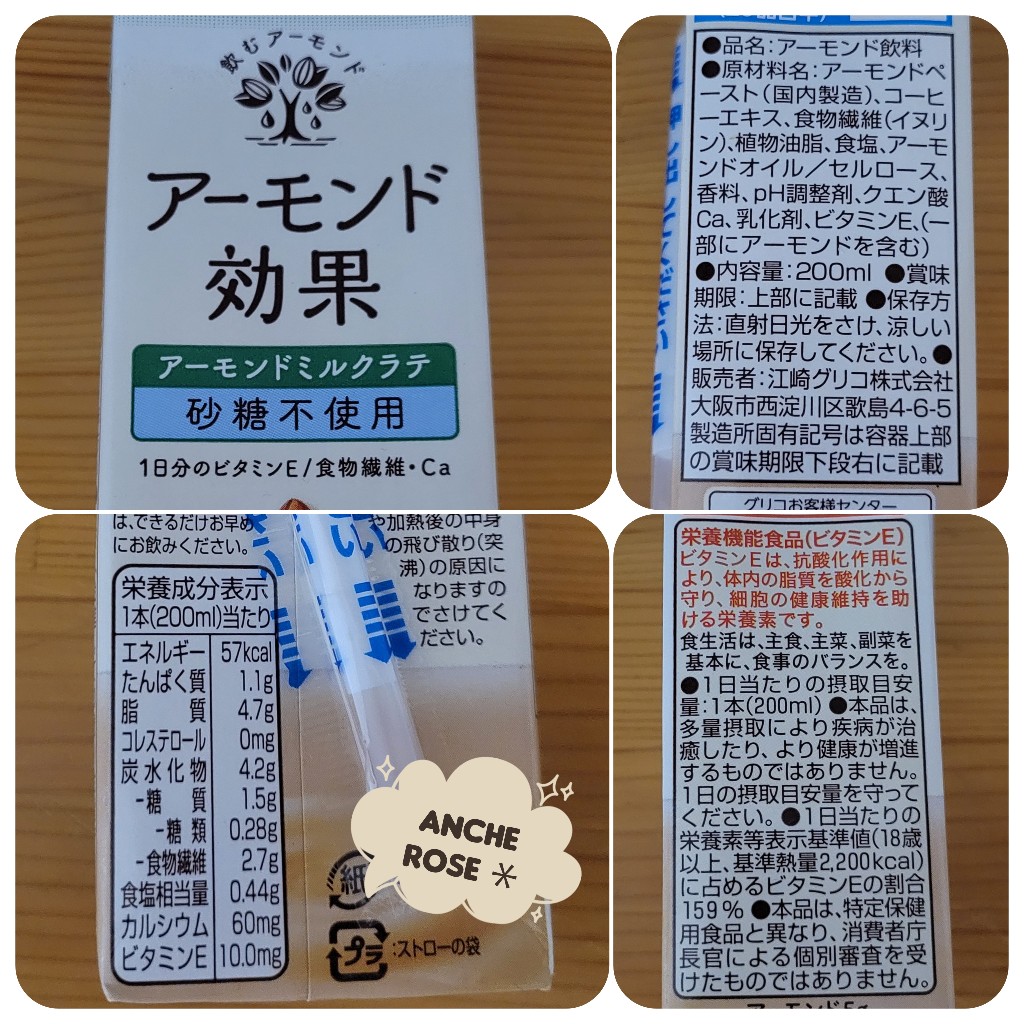 飲むアーモンド
アーモンド
効果
アーモンドミルクラテ
砂糖不使用
1日分のビタミンE/食物繊維・Ca
●品名:アーモンド飲料
●原材料名:アーモンドペ
ースト(国内製造)、コーヒ
ーエキス、食物繊維(イヌリ
ン)、植物油脂、食塩、アーモ
ンドオイル/セルロース、
香料、pH調整剤、クエン酸
Ca、乳化剤、ビタミンE、(一
部にアーモンドを含む)
●内容量:200ml ●賞味
期限:上部に記載 ●保存方
法:直射日光をさけ、涼しい
場所に保存してください。●
販売者:江崎グリコ株式会社
大阪市西淀川区歌島4-6-5
製造所固有記号は容器上部
の賞味期限下段右に記載
グリコお客様センター
は、できるだけお早め
にお飲みください。
や加熱後の中身
の飛び散り(突
沸)の原因に
なりますの
でさけてく
ださい。
栄養成分表示
1本(200ml)当たり
エネルギー 57kcal
たんぱく質 1.1g
脂質 4.7g
コレステロール 0mg
炭水化物 4.2g
-糖質 1.5g
-糖類 0.28g
-食物繊維 2.7g
食塩相当量 0.44g
カルシウム 60mg
ビタミンE 10.0mg
紙
プラ :ストローの袋
ANCHE
ROSE ＊
栄養機能食品(ビタミンE)
ビタミンEは、抗酸化作用に
より、体内の脂質を酸化から
守り、細胞の健康維持を助
ける栄養素です。
食生活は、主食、主菜、副菜を
基本に、食事のバランスを。
●1日当たりの摂取目安
量:1本(200ml) ●本品は、
多量摂取により疾病が治
癒したり、より健康が増進
するものではありません。
1日の摂取目安量を守って
ください。●1日当たりの
栄養素等表示基準値(18歳
以上、基準熱量2,200kcal)
に占めるビタミンEの割合
159% ●本品は、特定保健
用食品と異なり、消費者庁
長官による個別審査を受
けたものではありません。
アーモンド5g